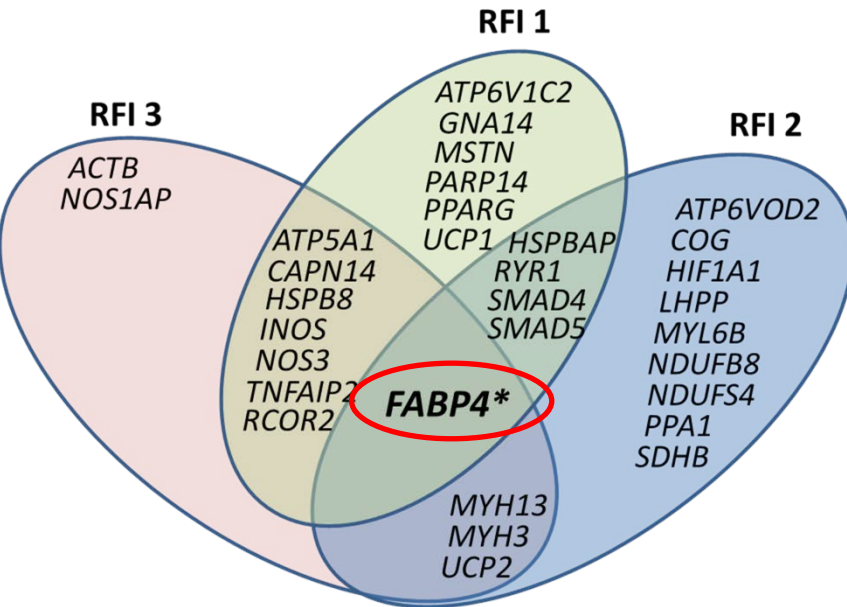 RFI 1
RFI 3
RFI 2
ACTB
NOS1AP
ATP6V1C2
GNA14
MSTN
PARP14
PPARG
UCP1
ATP5A1
CAPN14
HSPB8
INOS
NOS3
TNFAIP2
RCOR2
HSPBAP
RYR1
SMAD4
SMAD5
ATP6VOD2
COG
HIF1A1
LHPP
MYL6B
NDUFB8
NDUFS4
PPA1
SDHB
FABP4*
MYH13
MYH3
UCP2